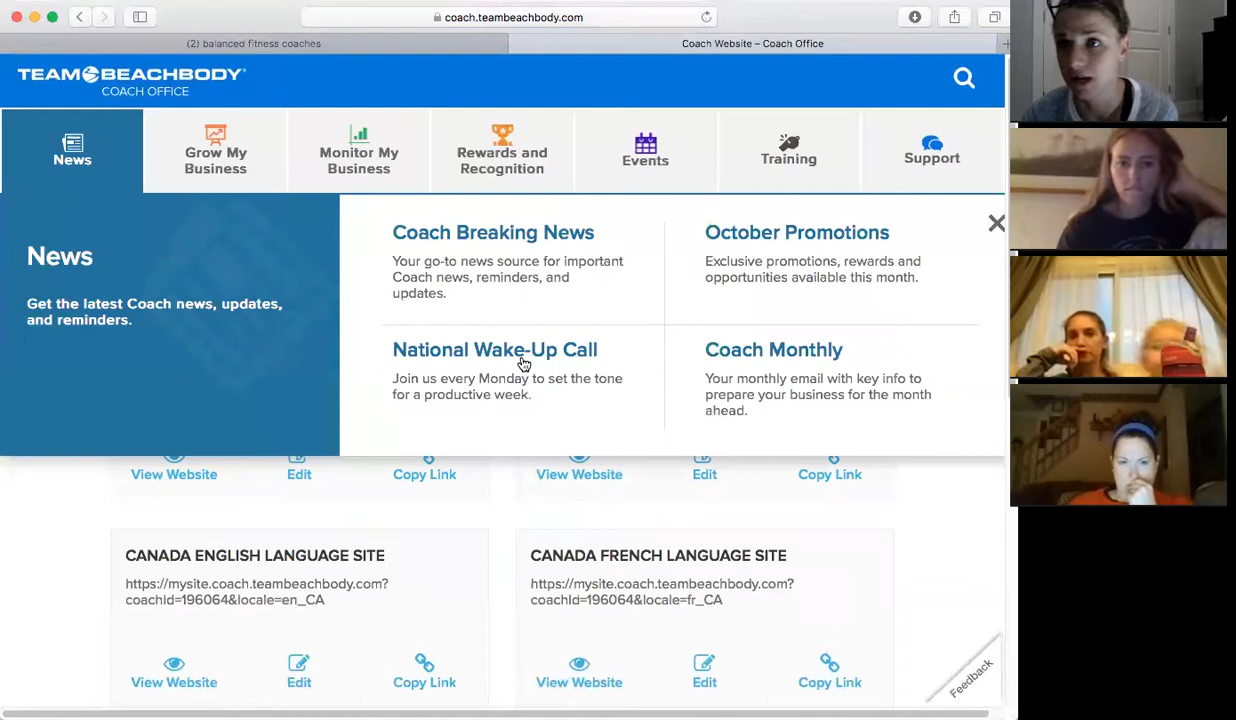 coach.teambeachbody.com
(2) balanced fitness coaches
Coach Website – Coach Office
TEAM BEACHBODY
COACH OFFICE
News
Grow My
Business
Monitor My
Business
Rewards and
Recognition
Events
Training
Support
News
Get the latest Coach news, updates,
and reminders.
Coach Breaking News
Your go-to news source for important
Coach news, reminders, and
updates.
October Promotions
Exclusive promotions, rewards and
opportunities available this month.
National Wake-Up Call
Join us every Monday to set the tone
for a productive week.
Coach Monthly
Your monthly email with key info to
prepare your business for the month
ahead.
View Website
Edit
Copy Link
View Website
Edit
Copy Link
CANADA ENGLISH LANGUAGE SITE
https://mysite.coach.teambeachbody.com?
coachId=196064&locale=en_CA
View Website
Edit
Copy Link
CANADA FRENCH LANGUAGE SITE
https://mysite.coach.teambeachbody.com?
coachId=196064&locale=fr_CA
View Website
Edit
Copy Link
Feedback